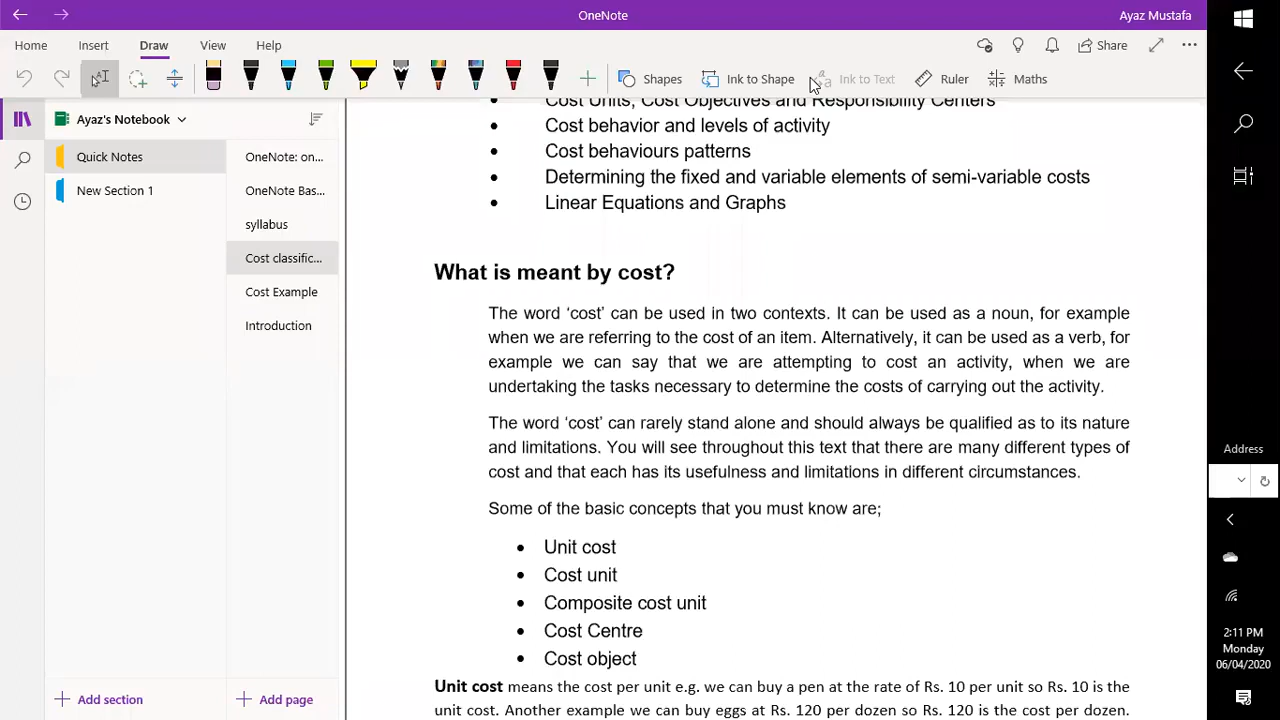 OneNote
Ayaz Mustafa
Home Insert Draw View Help
Share
Shapes Ink to Shape Ink to Text Ruler Maths
Ayaz's Notebook
Quick Notes
New Section 1
OneNote: on...
OneNote Bas...
syllabus
Cost classific...
Cost Example
Introduction
Add section
Add page
Cost Units, Cost Objectives and Responsibility Centers
• Cost behavior and levels of activity
• Cost behaviours patterns
• Determining the fixed and variable elements of semi-variable costs
• Linear Equations and Graphs
What is meant by cost?
The word ‘cost’ can be used in two contexts. It can be used as a noun, for example
when we are referring to the cost of an item. Alternatively, it can be used as a verb, for
example we can say that we are attempting to cost an activity, when we are
undertaking the tasks necessary to determine the costs of carrying out the activity.
The word ‘cost’ can rarely stand alone and should always be qualified as to its nature
and limitations. You will see throughout this text that there are many different types of
cost and that each has its usefulness and limitations in different circumstances.
Some of the basic concepts that you must know are;
• Unit cost
• Cost unit
• Composite cost unit
• Cost Centre
• Cost object
Unit cost means the cost per unit e.g. we can buy a pen at the rate of Rs. 10 per unit so Rs. 10 is the
unit cost. Another example we can buy eggs at Rs. 120 per dozen so Rs. 120 is the cost per dozen.
Address
2:11 PM
Monday
06/04/2020